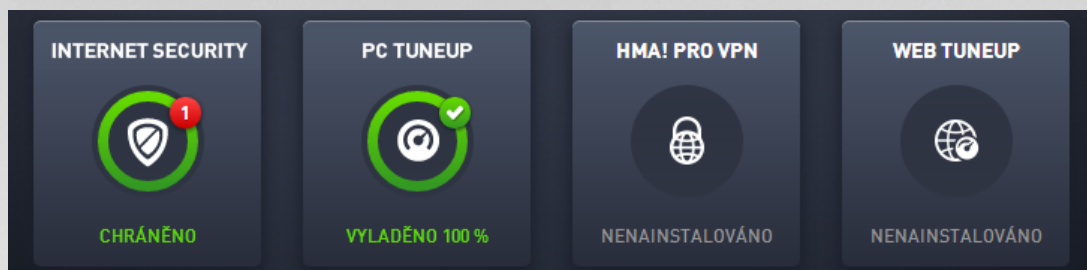 INTERNET SECURITY
1
CHRÁNĚNO
PC TUNEUP
VYLADĚNO 100 %
HMA! PRO VPN
NENAINSTALOVÁNO
WEB TUNEUP
NENAINSTALOVÁNO